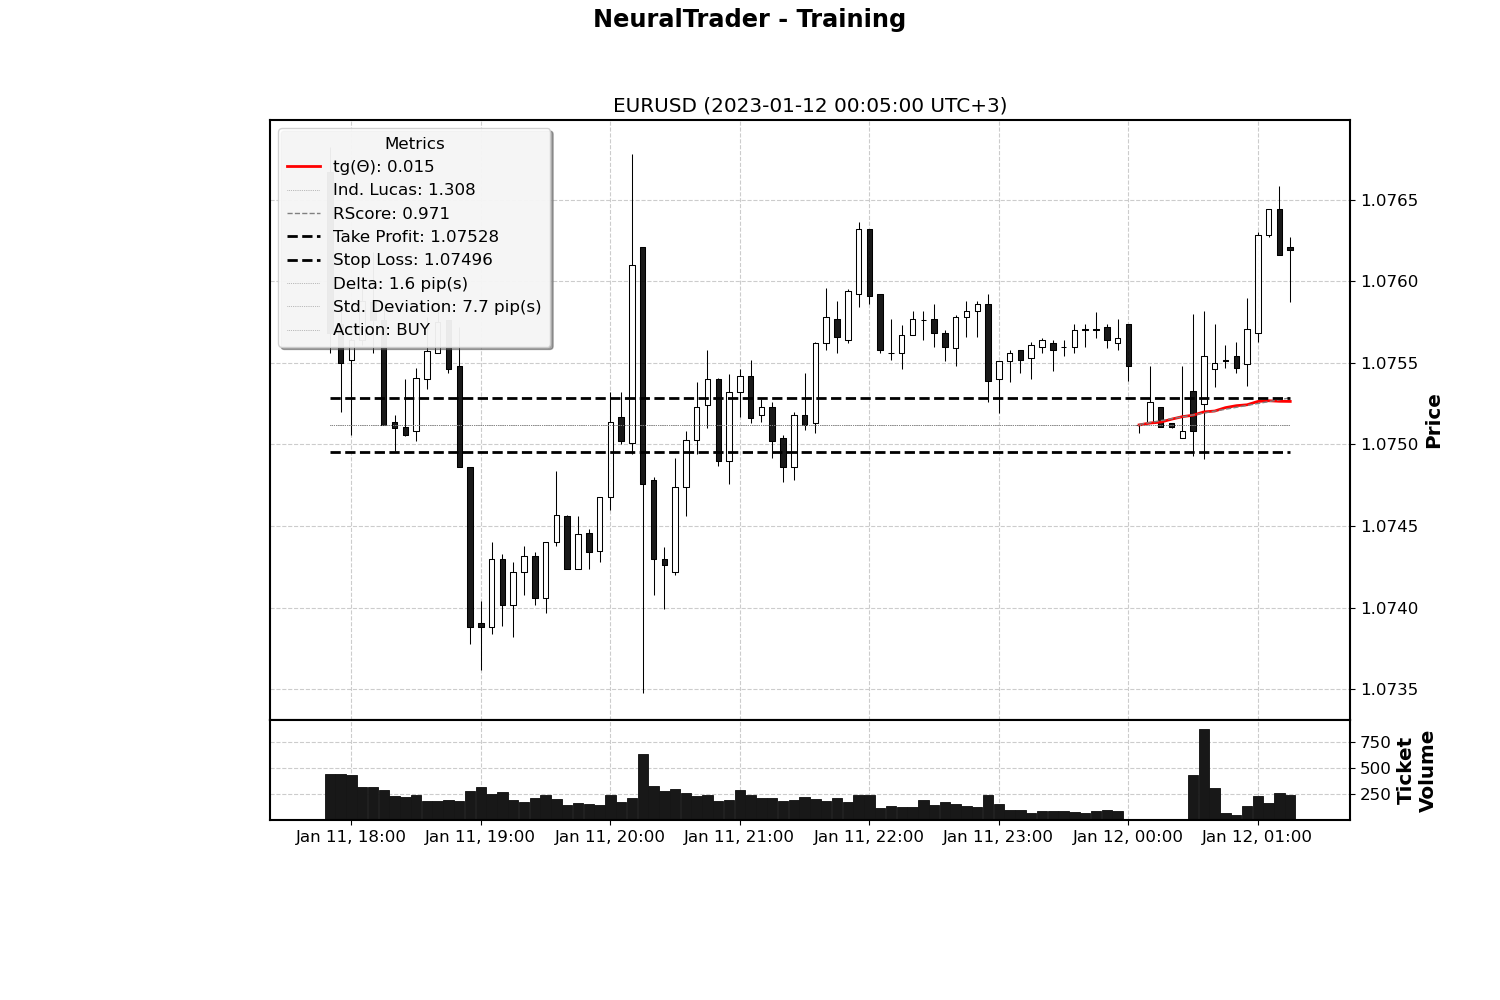 NeuralTrader - Training
EURUSD (2023-01-12 00:05:00 UTC+3)
Metrics
tg(Θ): 0.015
Ind. Lucas: 1.308
RScore: 0.971
Take Profit: 1.07528
Stop Loss: 1.07496
Delta: 1.6 pip(s)
Std. Deviation: 7.7 pip(s)
Action: BUY
1.0765
1.0760
1.0755
1.0750
1.0745
1.0740
1.0735
Price
750
500
250
Ticket
Volume
Jan 11, 18:00
Jan 11, 19:00
Jan 11, 20:00
Jan 11, 21:00
Jan 11, 22:00
Jan 11, 23:00
Jan 12, 00:00
Jan 12, 01:00